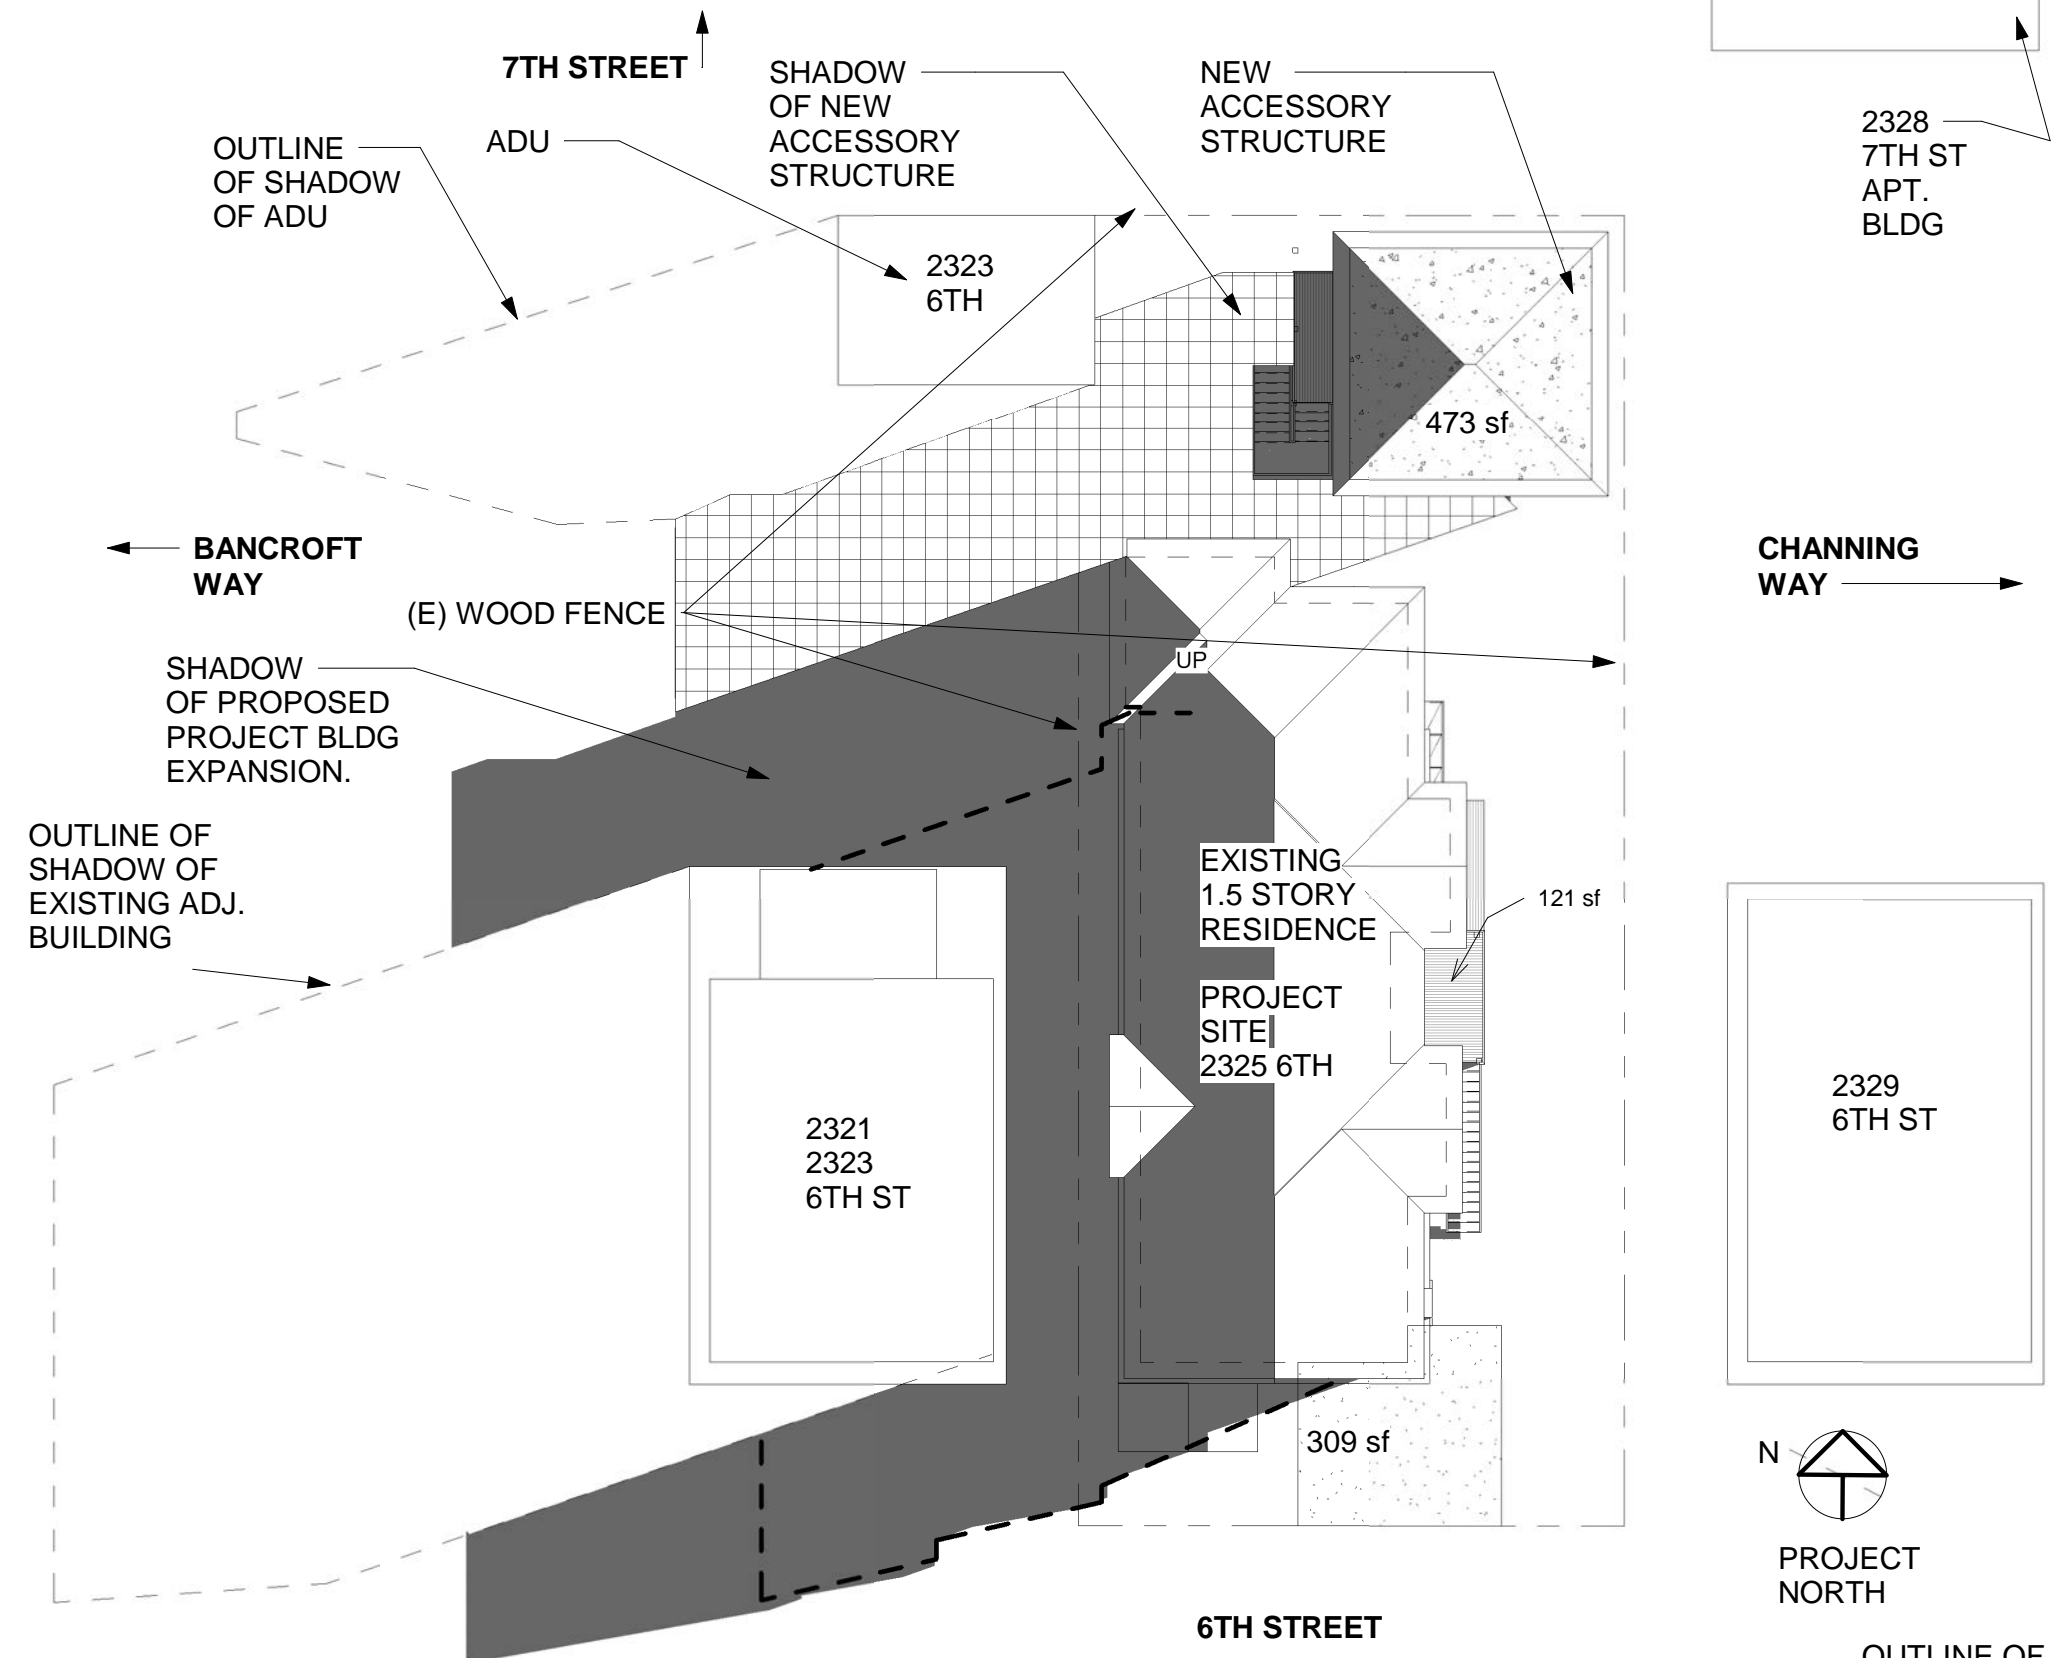 7TH STREET
OUTLINE
OF SHADOW
OF ADU
ADU
SHADOW
OF NEW
ACCESSORY
STRUCTURE
NEW
ACCESSORY
STRUCTURE
2328
7TH ST
APT.
BLDG
2323
6TH
473 sf
BANCROFT
WAY
CHANNING
WAY
(E) WOOD FENCE
UP
SHADOW
OF PROPOSED
PROJECT BLDG
EXPANSION.
OUTLINE OF
SHADOW OF
EXISTING ADJ.
BUILDING
EXISTING
1.5 STORY
RESIDENCE
121 sf
PROJECT
SITE
2325 6TH
2321
2323
6TH ST
2329
6TH ST
309 sf
N
PROJECT
NORTH
6TH STREET
OUTLINE OF